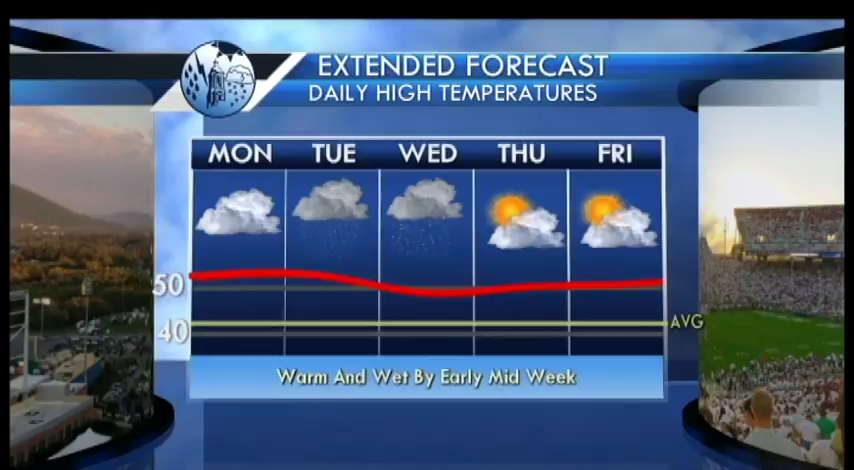 EXTENDED FORECAST
DAILY HIGH TEMPERATURES
MON TUE WED THU FRI
50
AVG
40
Warm And Wet By Early Mid Week